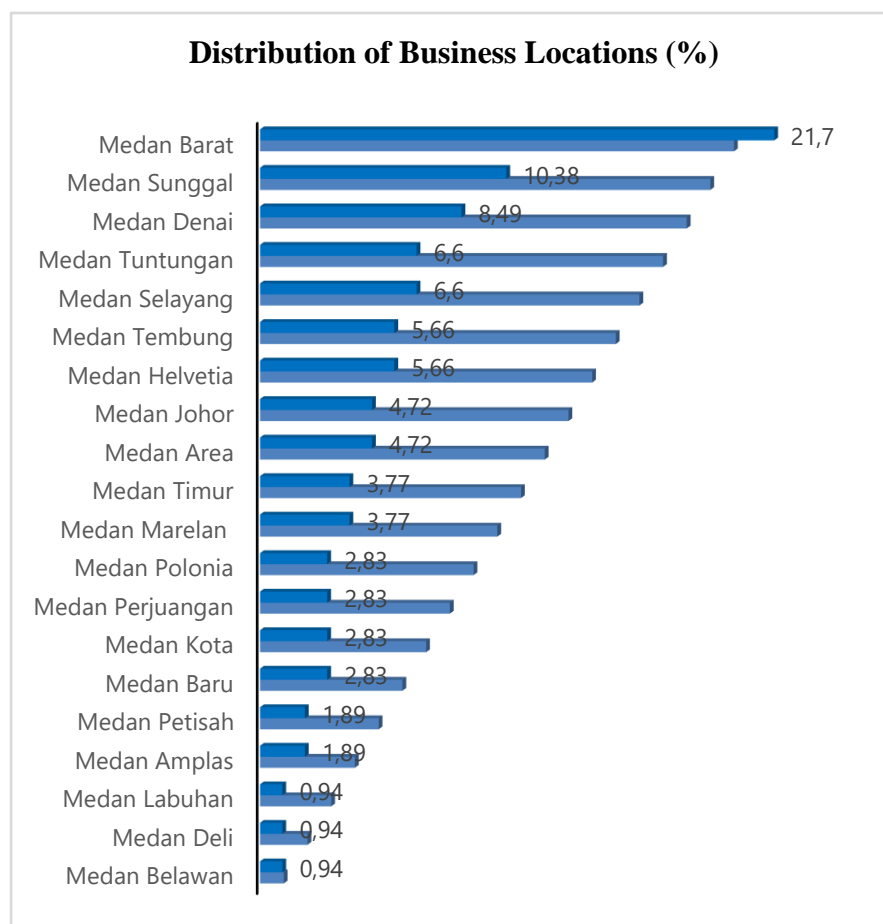 Distribution of Business Locations (%)
Medan Barat 21,7
Medan Sunggal 10,38
Medan Denai 8,49
Medan Tuntungan 6,6
Medan Selayang 6,6
Medan Tembung 5,66
Medan Helvetia 5,66
Medan Johor 4,72
Medan Area 4,72
Medan Timur 3,77
Medan Marelan 3,77
Medan Polonia 2,83
Medan Perjuangan 2,83
Medan Kota 2,83
Medan Baru 2,83
Medan Petisah 1,89
Medan Amplas 1,89
Medan Labuhan 0,94
Medan Deli 0,94
Medan Belawan 0,94